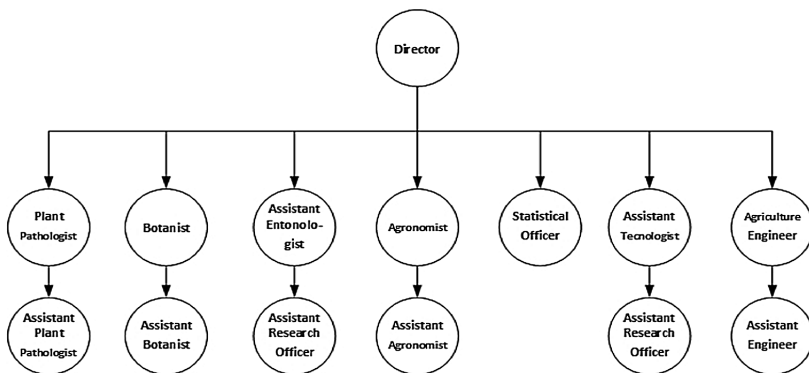 Director
Plant
Pathologist
Botanist
Assistant
Entonolo-
gist
Agronomist
Statistical
Officer
Assistant
Tecnologist
Agriculture
Engineer
Assistant
Plant
Pathologist
Assistant
Botanist
Assistant
Research
Officer
Assistant
Agronomist
Assistant
Research
Officer
Assistant
Engineer